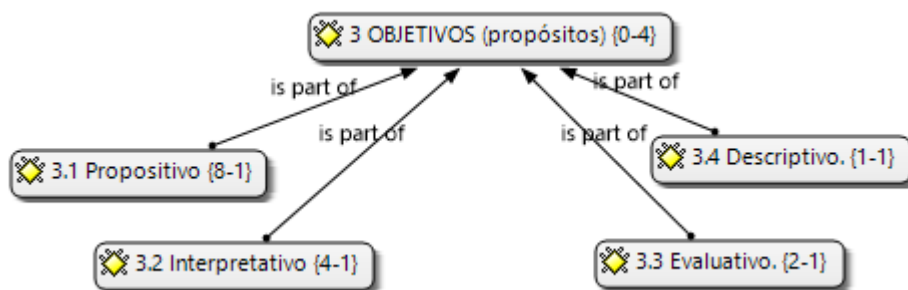 3 OBJETIVOS (propósitos) {0-4}
is part of
is part of
is part of
is part of
3.1 Propositivo {8-1}
3.4 Descriptivo. {1-1}
3.2 Interpretativo {4-1}
3.3 Evaluativo. {2-1}